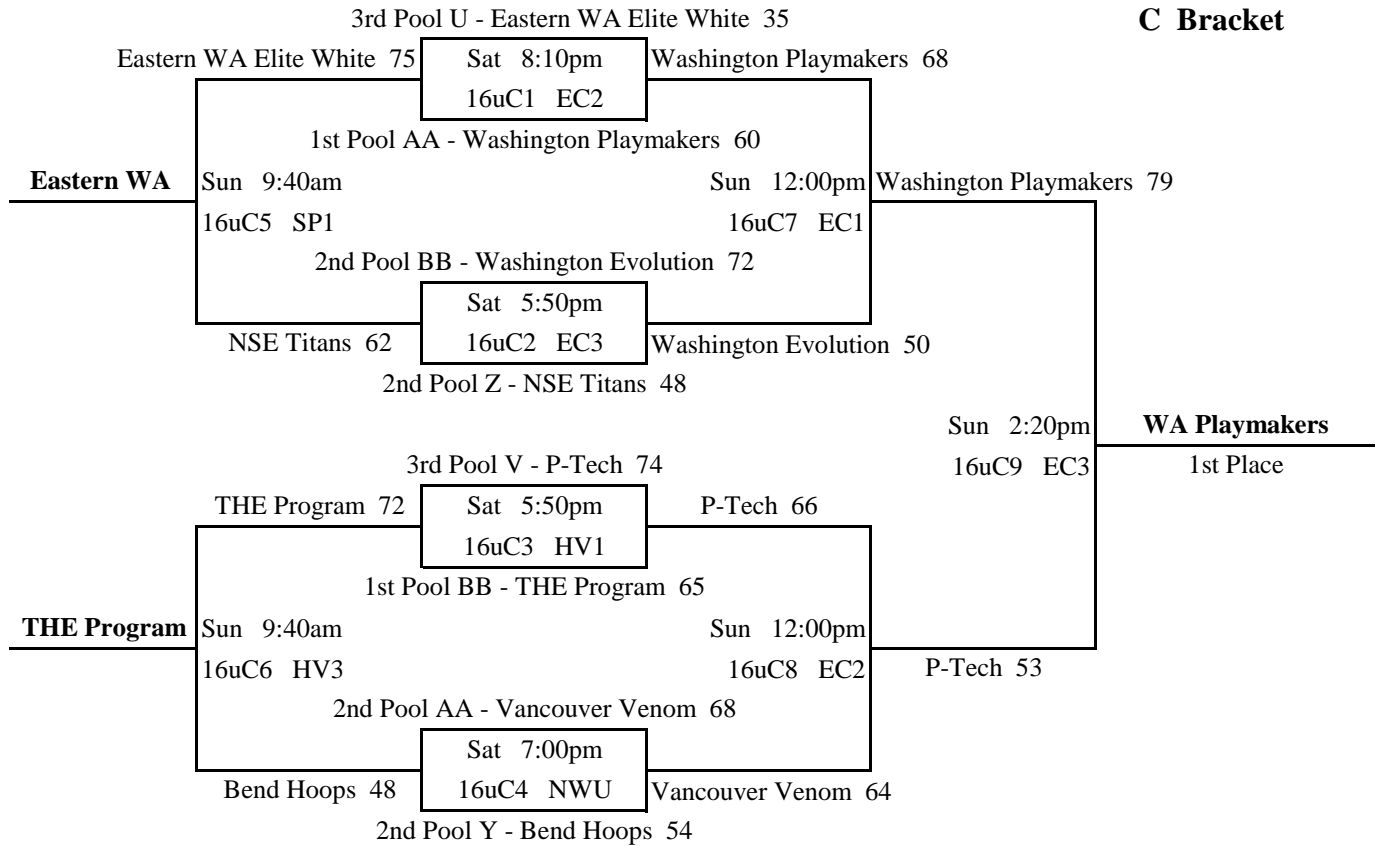 3rd Pool U - Eastern WA Elite White 35
C Bracket
Eastern WA Elite White 75
Sat 8:10pm
Washington Playmakers 68
16uC1 EC2
1st Pool AA - Washington Playmakers 60
Eastern WA
Sun 9:40am
Sun 12:00pm
Washington Playmakers 79
16uC5 SP1
16uC7 EC1
2nd Pool BB - Washington Evolution 72
Sat 5:50pm
NSE Titans 62
16uC2 EC3
Washington Evolution 50
2nd Pool Z - NSE Titans 48
Sun 2:20pm
WA Playmakers
16uC9 EC3
1st Place
3rd Pool V - P-Tech 74
THE Program 72
Sat 5:50pm
P-Tech 66
16uC3 HV1
1st Pool BB - THE Program 65
THE Program
Sun 9:40am
Sun 12:00pm
16uC6 HV3
16uC8 EC2
P-Tech 53
2nd Pool AA - Vancouver Venom 68
Sat 7:00pm
Bend Hoops 48
16uC4 NWU
Vancouver Venom 64
2nd Pool Y - Bend Hoops 54